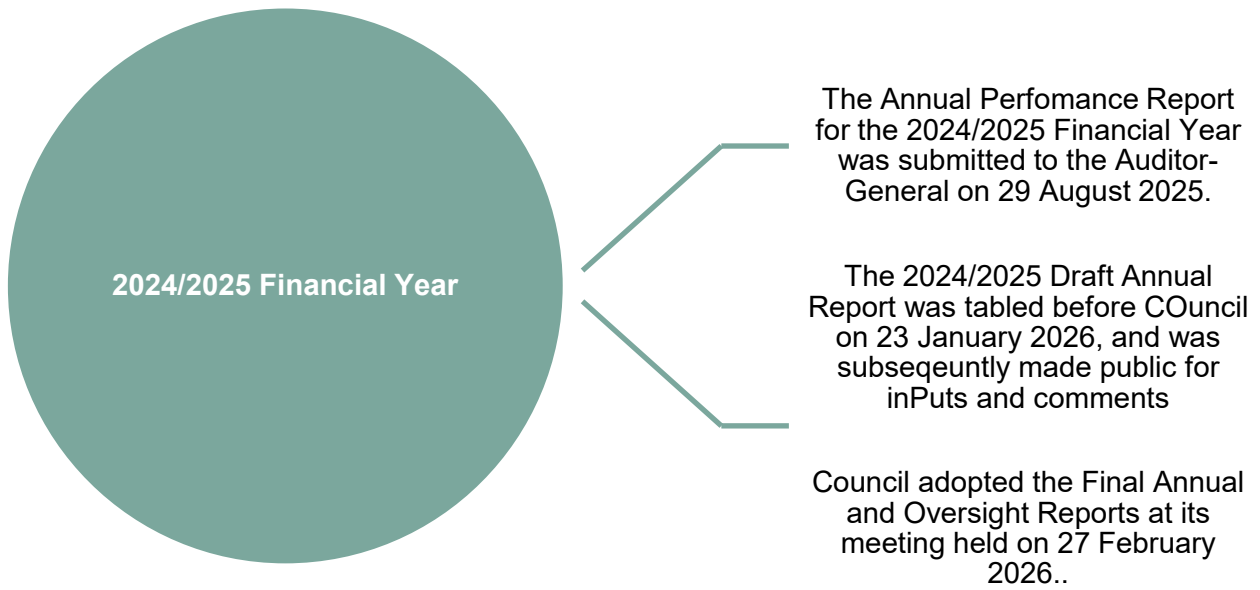 2024/2025 Financial Year
The Annual Perfomance Report
for the 2024/2025 Financial Year
was submitted to the Auditor-
General on 29 August 2025.
The 2024/2025 Draft Annual
Report was tabled before COuncil
on 23 January 2026, and was
subseqeuntly made public for
inPuts and comments
Council adopted the Final Annual
and Oversight Reports at its
meeting held on 27 February
2026..